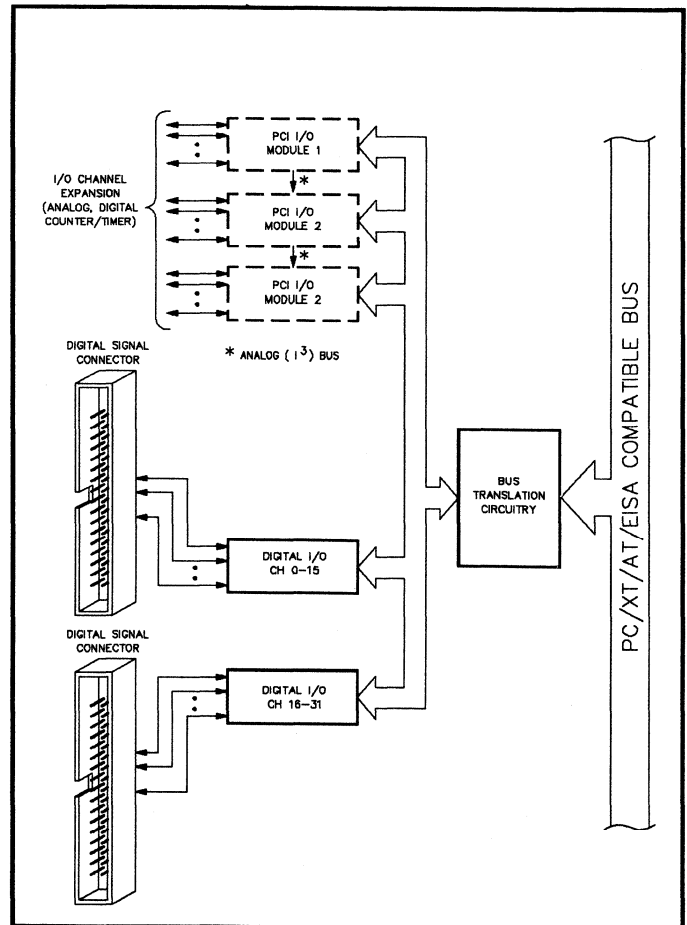 PCI I/O
MODULE 1
*
I/O CHANNEL
EXPANSION
(ANALOG, DIGITAL
COUNTER/TIMER)
PCI I/O
MODULE 2
*
PCI I/O
MODULE 2
* ANALOG ( I3) BUS
DIGITAL SIGNAL
CONNECTOR
BUS
TRANSLATION
CIRCUITRY
PC/XT/AT/EISA COMPATIBLE BUS
DIGITAL I/O
CH 0-15
DIGITAL SIGNAL
CONNECTOR
DIGITAL I/O
CH 16-31